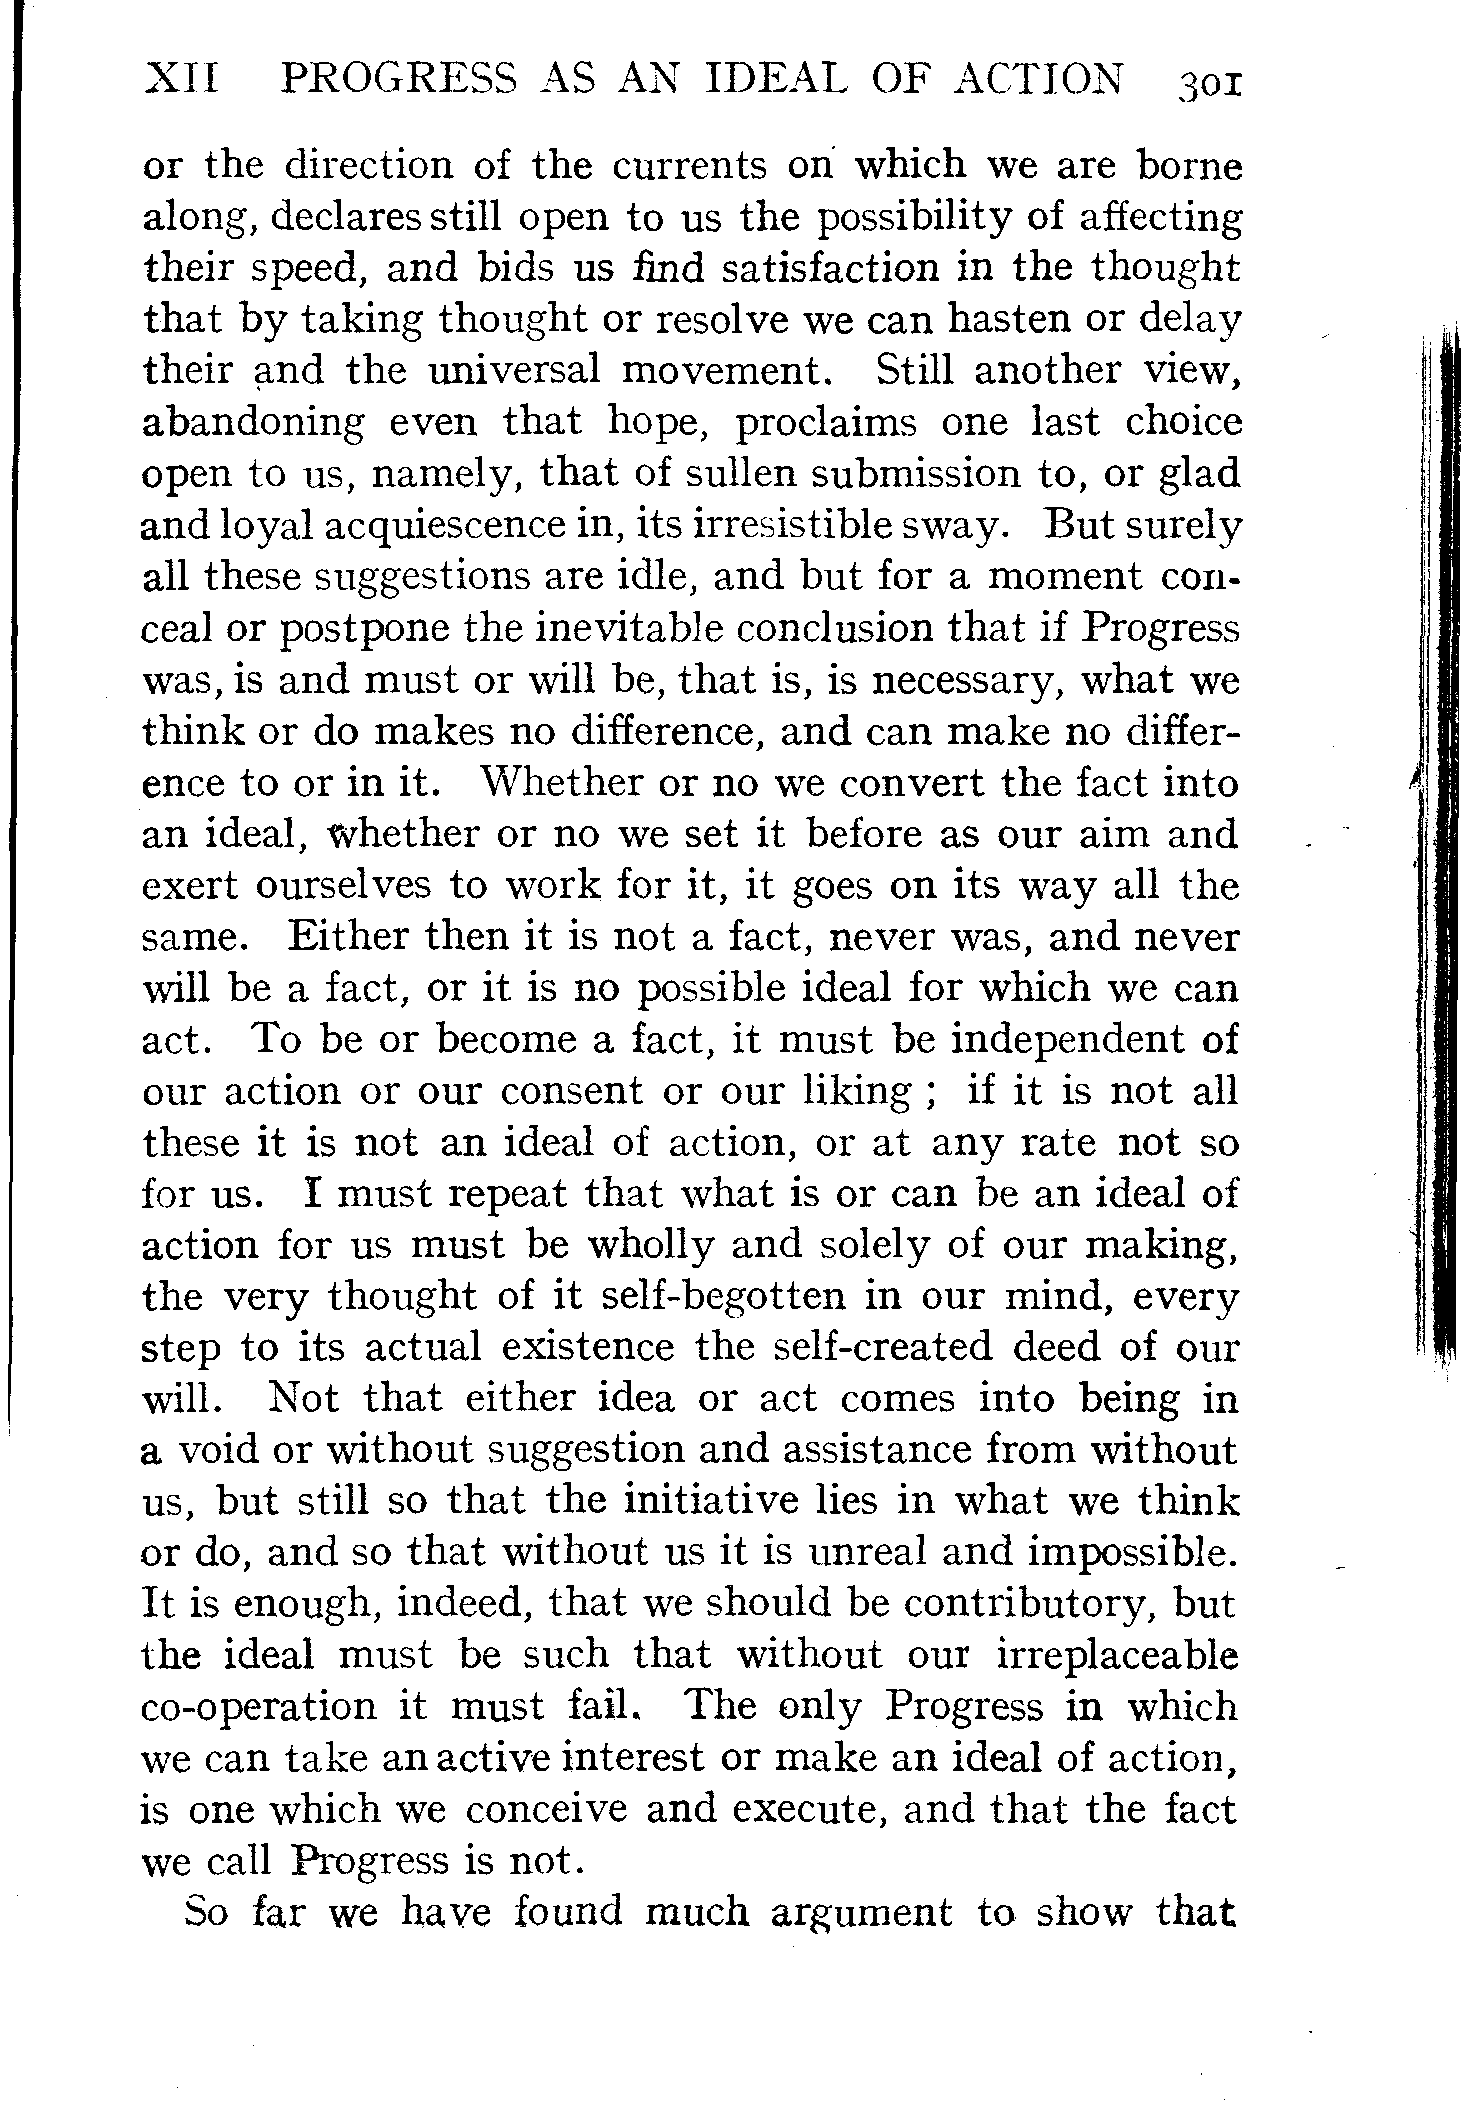 XII PROGRESS AS AN IDEAL OF ACTION 301
or the direction of the currents on which we are borne
along, declares still open to us the possibility of affecting
their speed, and bids us find satisfaction in the thought
that by taking thought or resolve we can hasten or delay
their and the universal movement. Still another view,
abandoning even that hope, proclaims one last choice
open to us, namely, that of sullen submission to, or glad
and loyal acquiescence in, its irresistible sway. But surely
all these suggestions are idle, and but for a moment con-
ceal or postpone the inevitable conclusion that if Progress
was, is and must or will be, that is, is necessary, what we
think or do makes no difference, and can make no differ-
ence to or in it. Whether or no we convert the fact into
an ideal, whether or no we set it before as our aim and
exert ourselves to work for it, it goes on its way all the
same. Either then it is not a fact, never was, and never
will be a fact, or it is no possible ideal for which we can
act. To be or become a fact, it must be independent of
our action or our consent or our liking ; if it is not all
these it is not an ideal of action, or at any rate not so
for us. I must repeat that what is or can be an ideal of
action for us must be wholly and solely of our making,
the very thought of it self-begotten in our mind, every
step to its actual existence the self-created deed of our
will. Not that either idea or act comes into being in
a void or without suggestion and assistance from without
us, but still so that the initiative lies in what we think
or do, and so that without us it is unreal and impossible.
It is enough, indeed, that we should be contributory, but
the ideal must be such that without our irreplaceable
co-operation it must fail. The only Progress in which
we can take an active interest or make an ideal of action,
is one which we conceive and execute, and that the fact
we call Progress is not.
So far we have found much argument to show that